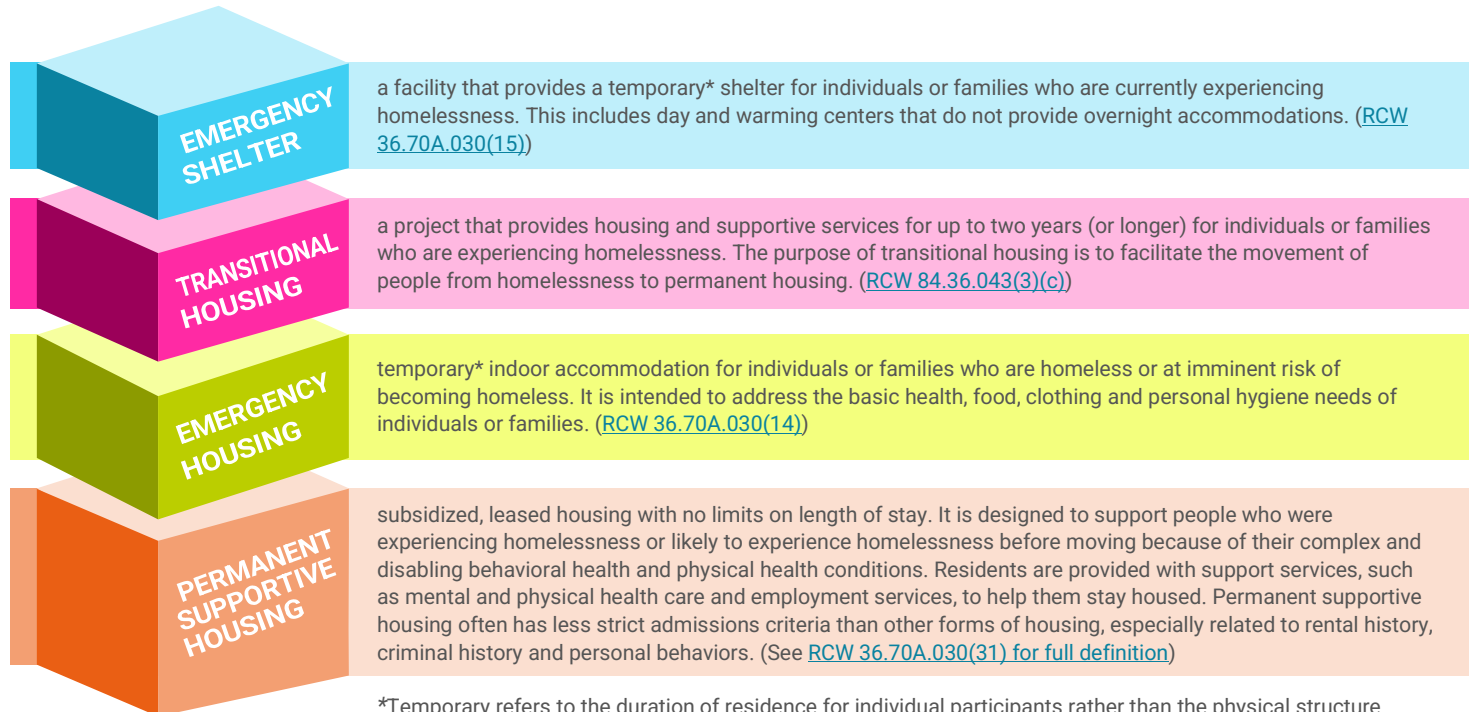 EMERGENCY
SHELTER
a facility that provides a temporary* shelter for individuals or families who are currently experiencing
homelessness. This includes day and warming centers that do not provide overnight accommodations. (RCW
36.70A.030(15))
TRANSITIONAL
HOUSING
a project that provides housing and supportive services for up to two years (or longer) for individuals or families
who are experiencing homelessness. The purpose of transitional housing is to facilitate the movement of
people from homelessness to permanent housing. (RCW 84.36.043(3)(c))
EMERGENCY
HOUSING
temporary* indoor accommodation for individuals or families who are homeless or at imminent risk of
becoming homeless. It is intended to address the basic health, food, clothing and personal hygiene needs of
individuals or families. (RCW 36.70A.030(14))
PERMANENT
SUPPORTIVE
HOUSING
subsidized, leased housing with no limits on length of stay. It is designed to support people who were
experiencing homelessness or likely to experience homelessness before moving because of their complex and
disabling behavioral health and physical health conditions. Residents are provided with support services, such
as mental and physical health care and employment services, to help them stay housed. Permanent supportive
housing often has less strict admissions criteria than other forms of housing, especially related to rental history,
criminal history and personal behaviors. (See RCW 36.70A.030(31) for full definition)
*Temporary refers to the duration of residence for individual participants rather than the physical structure